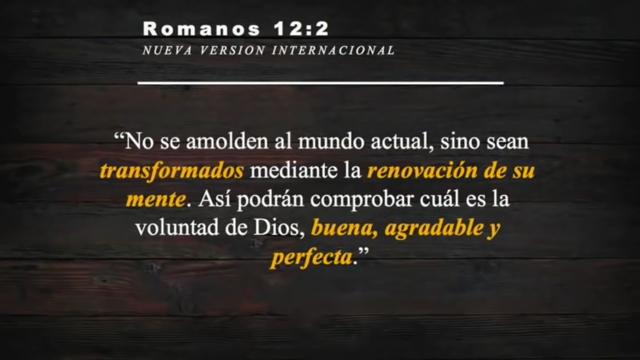 Romanos 12:2
NUEVA VERSION INTERNACIONAL
“No se amolden al mundo actual, sino sean
transformados mediante la renovación de su
mente. Así podrán comprobar cuál es la
voluntad de Dios, buena, agradable y
perfecta.”